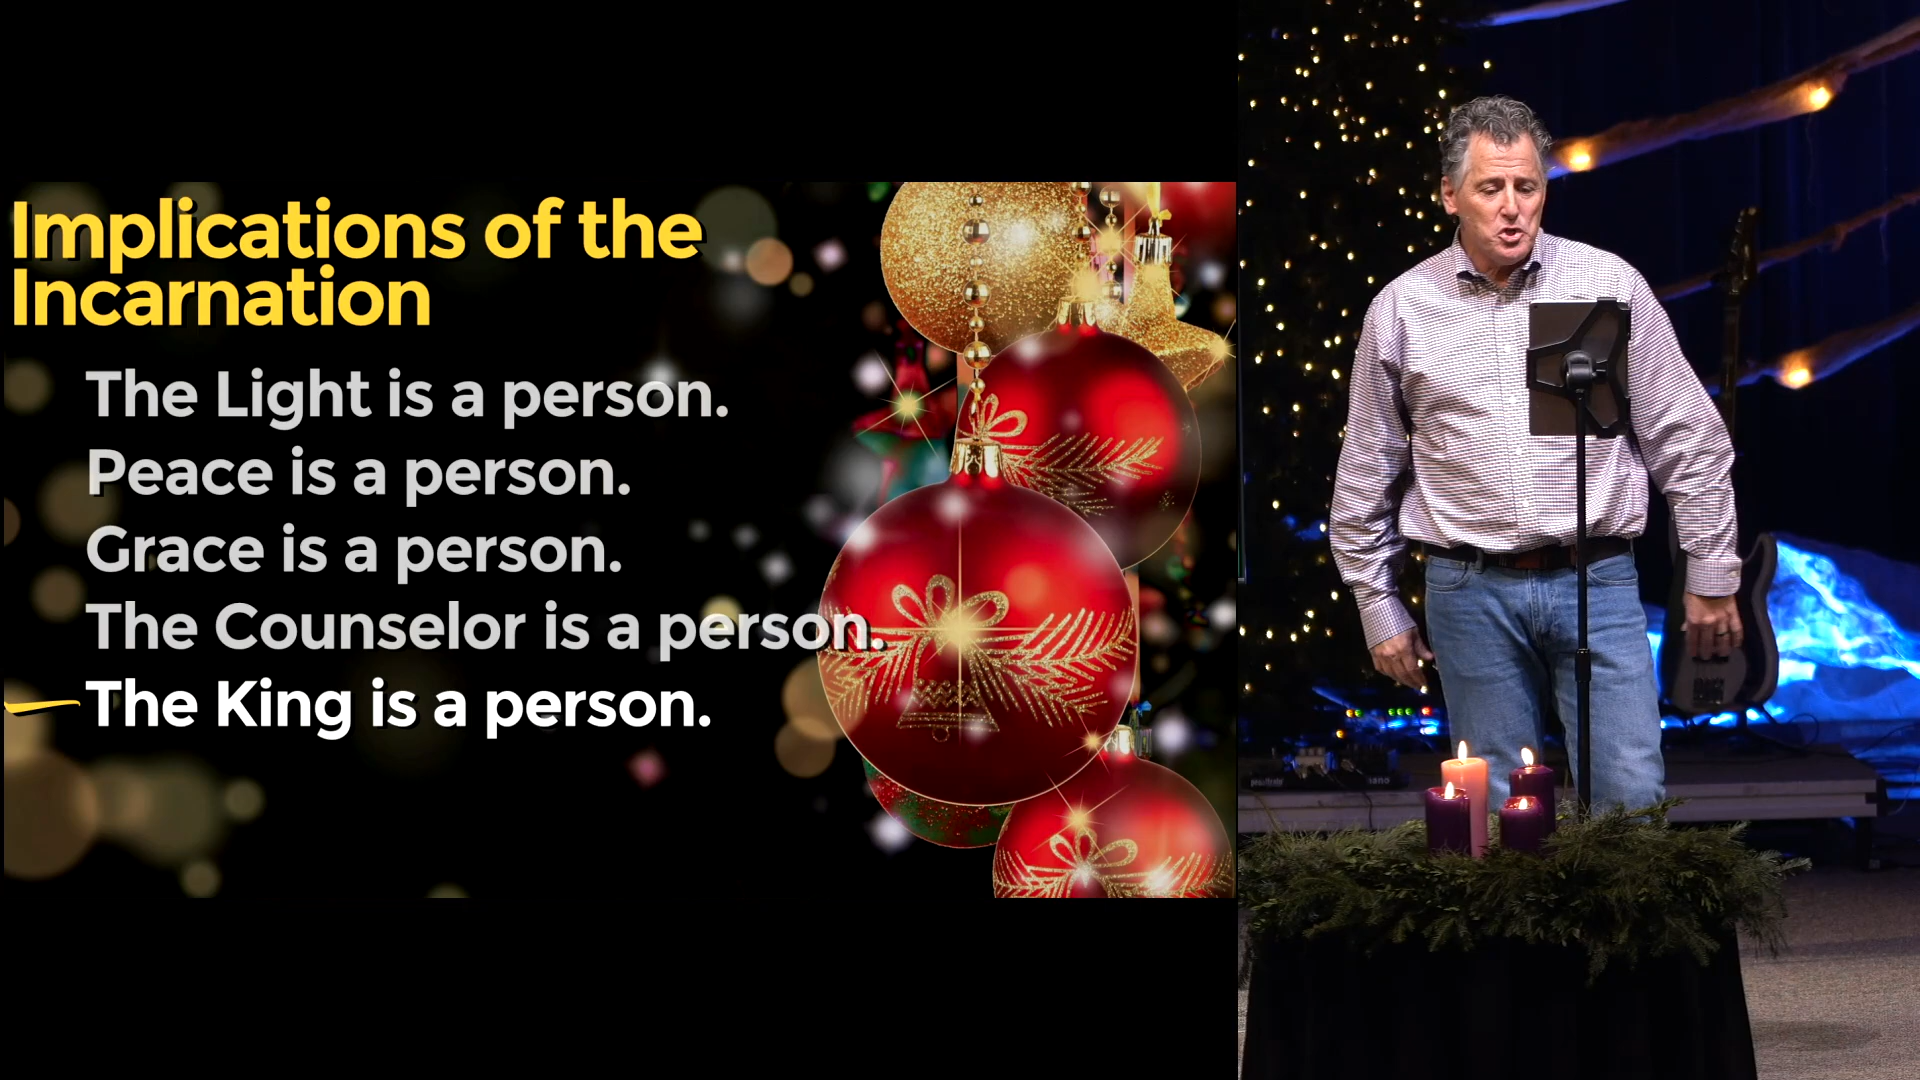 Implications of the
Incarnation
The Light is a person.
Peace is a person.
Grace is a person.
The Counselor is a person.
The King is a person.